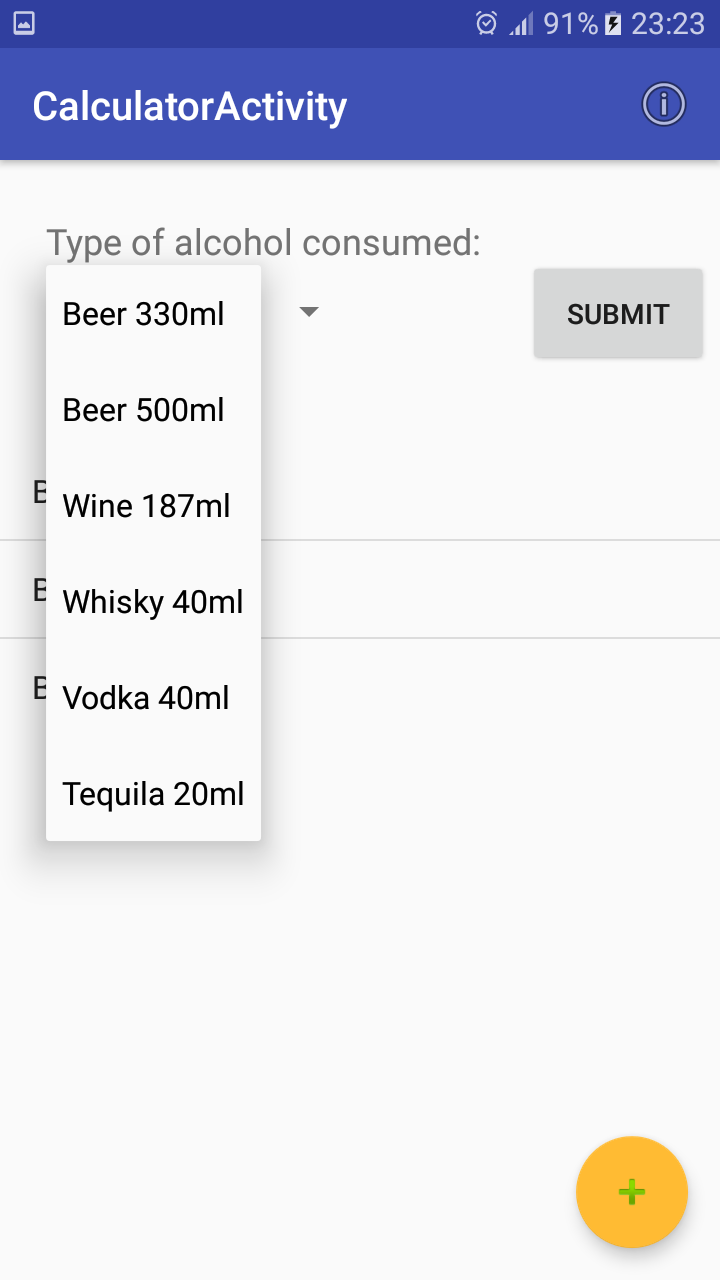 91% 23:23
CalculatorActivity
Type of alcohol consumed:
Beer 330ml
SUBMIT
Beer 500ml
B
Wine 187ml
B
Whisky 40ml
B
Vodka 40ml
Tequila 20ml